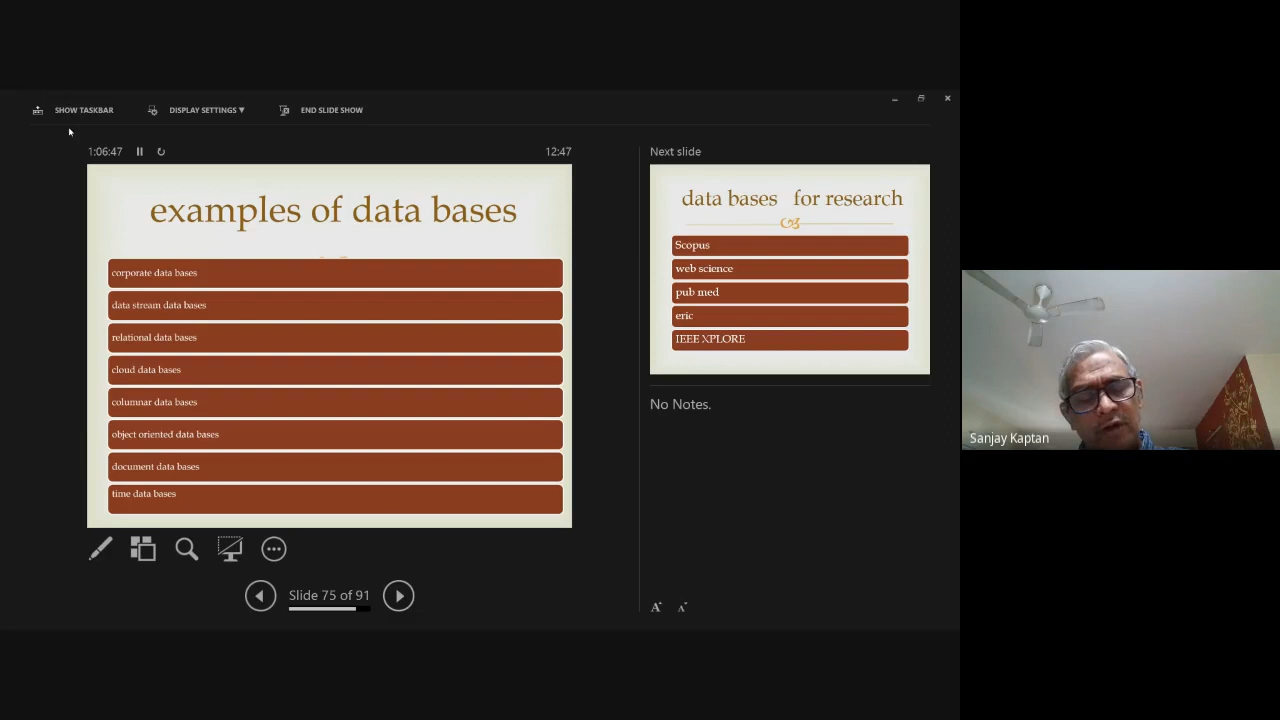 SHOW TASKBAR
DISPLAY SETTINGS ▼
END SLIDE SHOW
1:06:47
12:47
examples of data bases
corporate data bases
data stream data bases
relational data bases
cloud data bases
columnar data bases
object oriented data bases
document data bases
time data bases
Slide 75 of 91
Next slide
data bases for research
Scopus
web science
pub med
eric
IEEE XPLORE
No Notes.
A A
Sanjay Kaptan